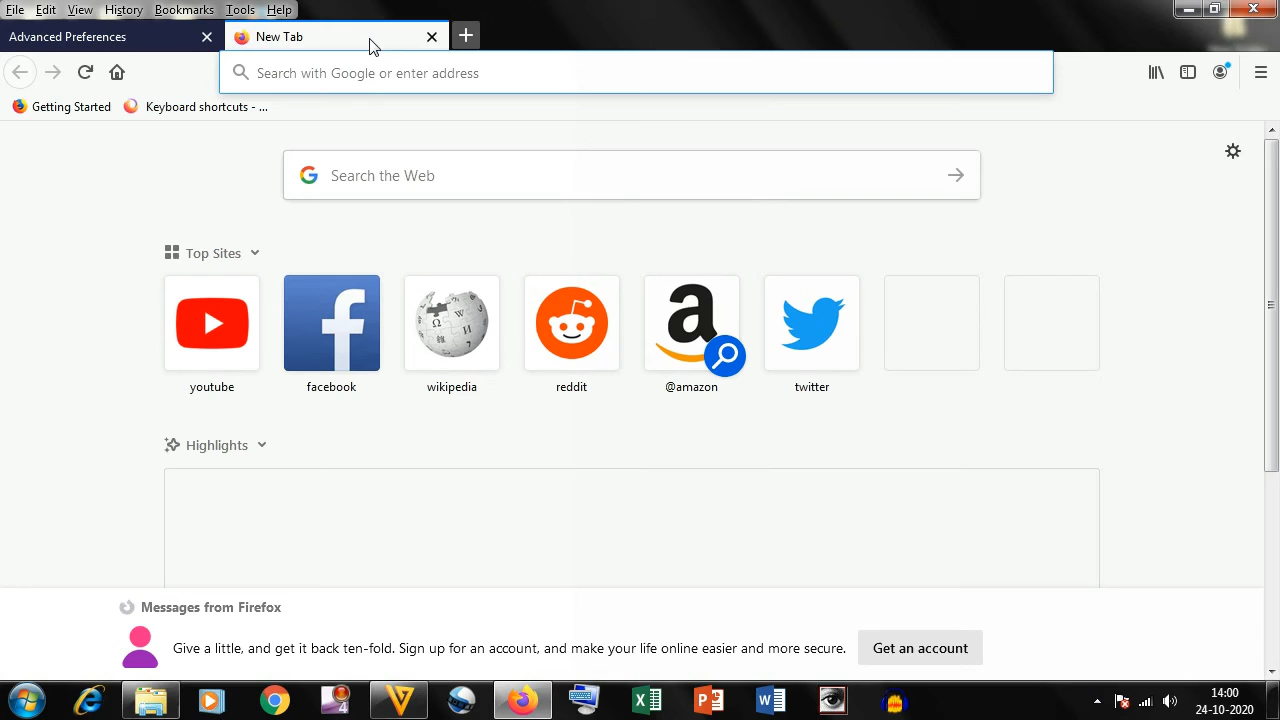 File Edit View History Bookmarks Tools Help
Advanced Preferences
New Tab
Search with Google or enter address
Getting Started
Keyboard shortcuts - ...
Search the Web
Top Sites
youtube
facebook
wikipedia
reddit
@amazon
twitter
Highlights
Messages from Firefox
Give a little, and get it back ten-fold. Sign up for an account, and make your life online easier and more secure.
Get an account
14:00
24-10-2020